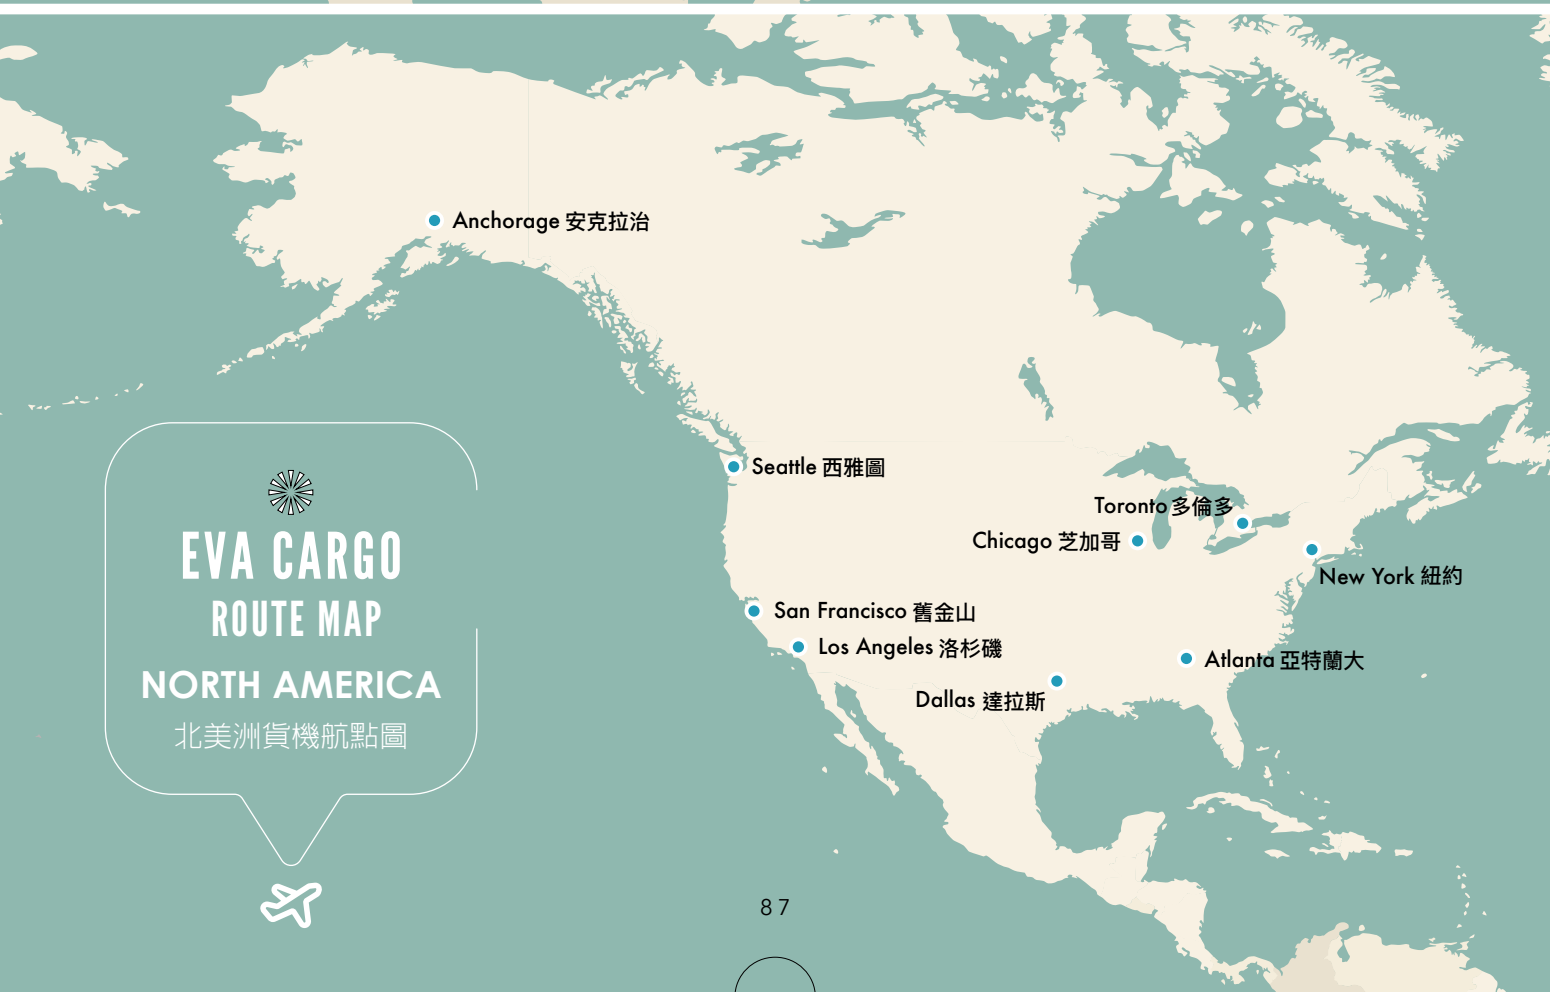 Anchorage 安克拉治
Seattle 西雅圖
Toronto 多倫多
Chicago 芝加哥
New York 紐約
San Francisco 舊金山
Los Angeles 洛杉磯
Atlanta 亞特蘭大
Dallas 達拉斯
EVA CARGO
ROUTE MAP
NORTH AMERICA
北美洲貨機航點圖
87